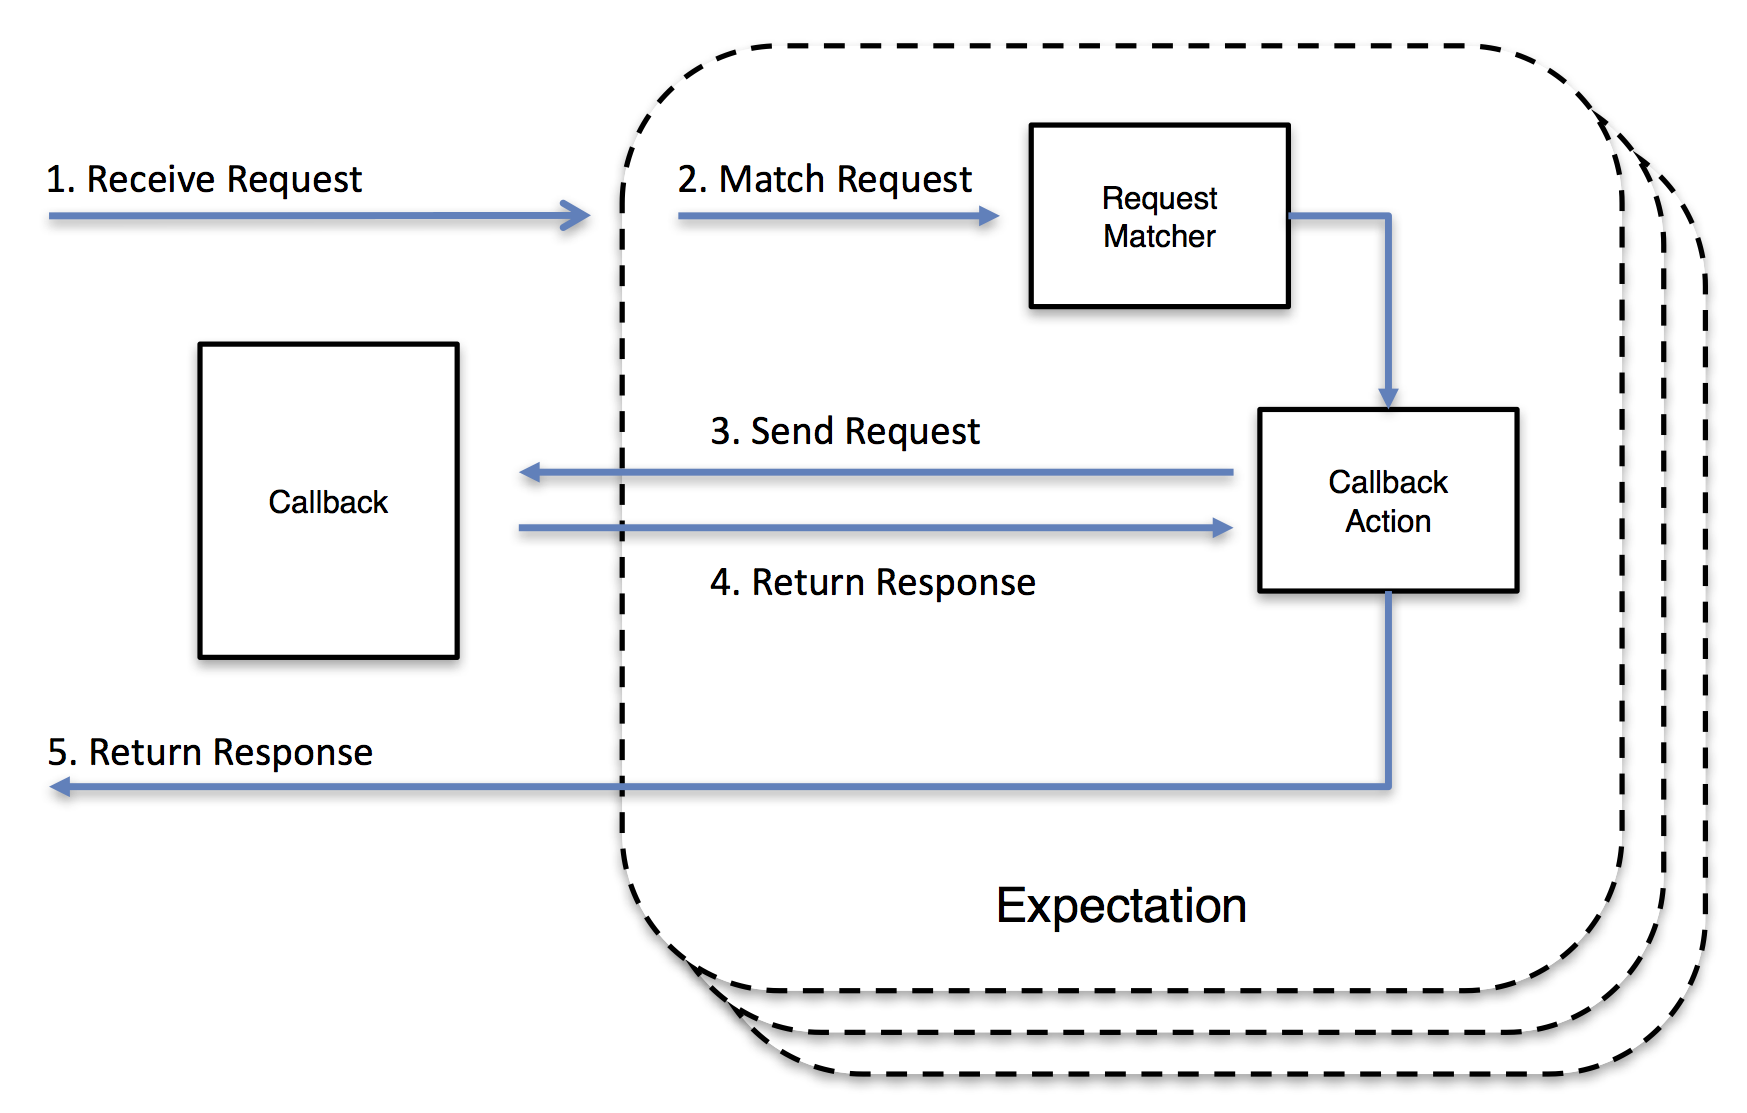 1. Receive Request
2. Match Request
Request
Matcher
3. Send Request
Callback
Callback
Action
4. Return Response
5. Return Response
Expectation